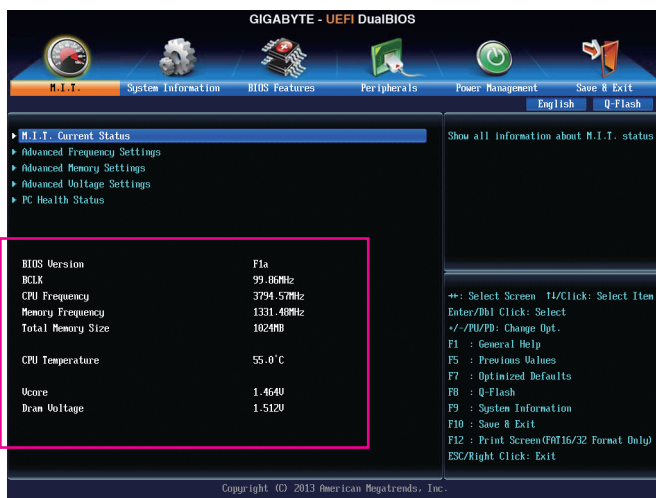 GIGABYTE - UEFI DualBIOS
M.I.T. System Information BIOS Features Peripherals Power Management Save & Exit
English Q-Flash
M.I.T. Current Status
Show all information about M.I.T. status
Advanced Frequency Settings
Advanced Memory Settings
Advanced Voltage Settings
PC Health Status
BIOS Version F1a
BCLK 99.86MHz
CPU Frequency 3794.57MHz
Memory Frequency 1331.48MHz
Total Memory Size 1024MB
CPU Temperature 55.0°C
Vcore 1.464V
Dram Voltage 1.512V
→←: Select Screen ↑↓/Click: Select Item
Enter/Dbl Click: Select
+/-/PU/PD: Change Opt.
F1 : General Help
F5 : Previous Values
F7 : Optimized Defaults
F8 : Q-Flash
F9 : System Information
F10 : Save & Exit
F12 : Print Screen(FAT16/32 Format Only)
ESC/Right Click: Exit
Copyright (C) 2013 American Megatrends, Inc.